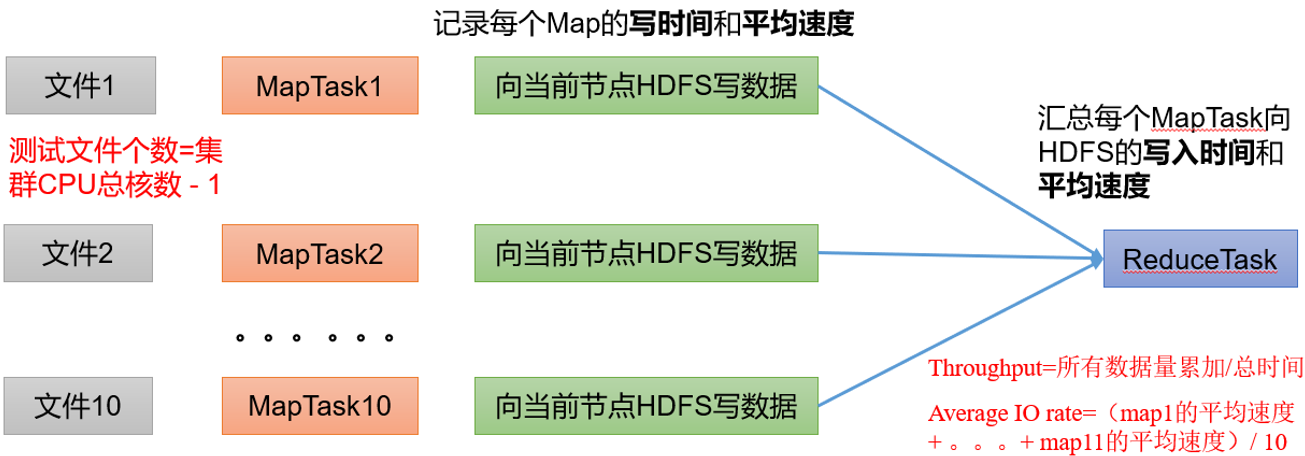 记录每个Map的写时间和平均速度
文件1
MapTask1
向当前节点HDFS写数据
测试文件个数=集
群CPU总核数 - 1
汇总每个MapTask向
HDFS的写入时间和
平均速度
文件2
MapTask2
向当前节点HDFS写数据
ReduceTask
。。。。。。
文件10
MapTask10
向当前节点HDFS写数据
Throughput=所有数据量累加/总时间
Average IO rate=（map1的平均速度
+ 。。。+ map11的平均速度）/ 10